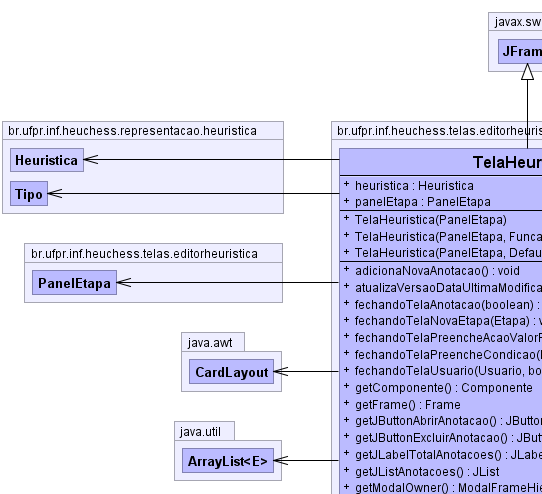 javax.sw
JFram
br.ufpr.inf.heuchess.representacao.heuristica
Heuristica
Tipo
br.ufpr.inf.heuchess.telas.editorheuristica
PanelEtapa
java.awt
CardLayout
java.util
ArrayList<E>
br.ufpr.inf.heuchess.telas.editorheuris
TelaHeur
+ heuristica : Heuristica
+ panelEtapa : PanelEtapa
+ TelaHeuristica(PanelEtapa)
+ TelaHeuristica(PanelEtapa, Funca
+ TelaHeuristica(PanelEtapa, Defau
+ adicionaNovaAnotacao() : void
+ atualizaVersaoDataUltimaModifica
+ fechandoTelaAnotacao(boolean) :
+ fechandoTelaNovaEtapa(Etapa) : v
+ fechandoTelaPreencheAcaoValorF
+ fechandoTelaPreencheCondicao(
+ fechandoTelaUsuario(Usuario, bo
+ getComponente() : Componente
+ getFrame() : Frame
+ getJButtonAbrirAnotacao() : JButto
+ getJButtonExcluirAnotacao() : JBut
+ getJLabelTotalAnotacoes() : JLabe
+ getJListAnotacoes() : JList
+ getModalOwner() : ModalFrameHie